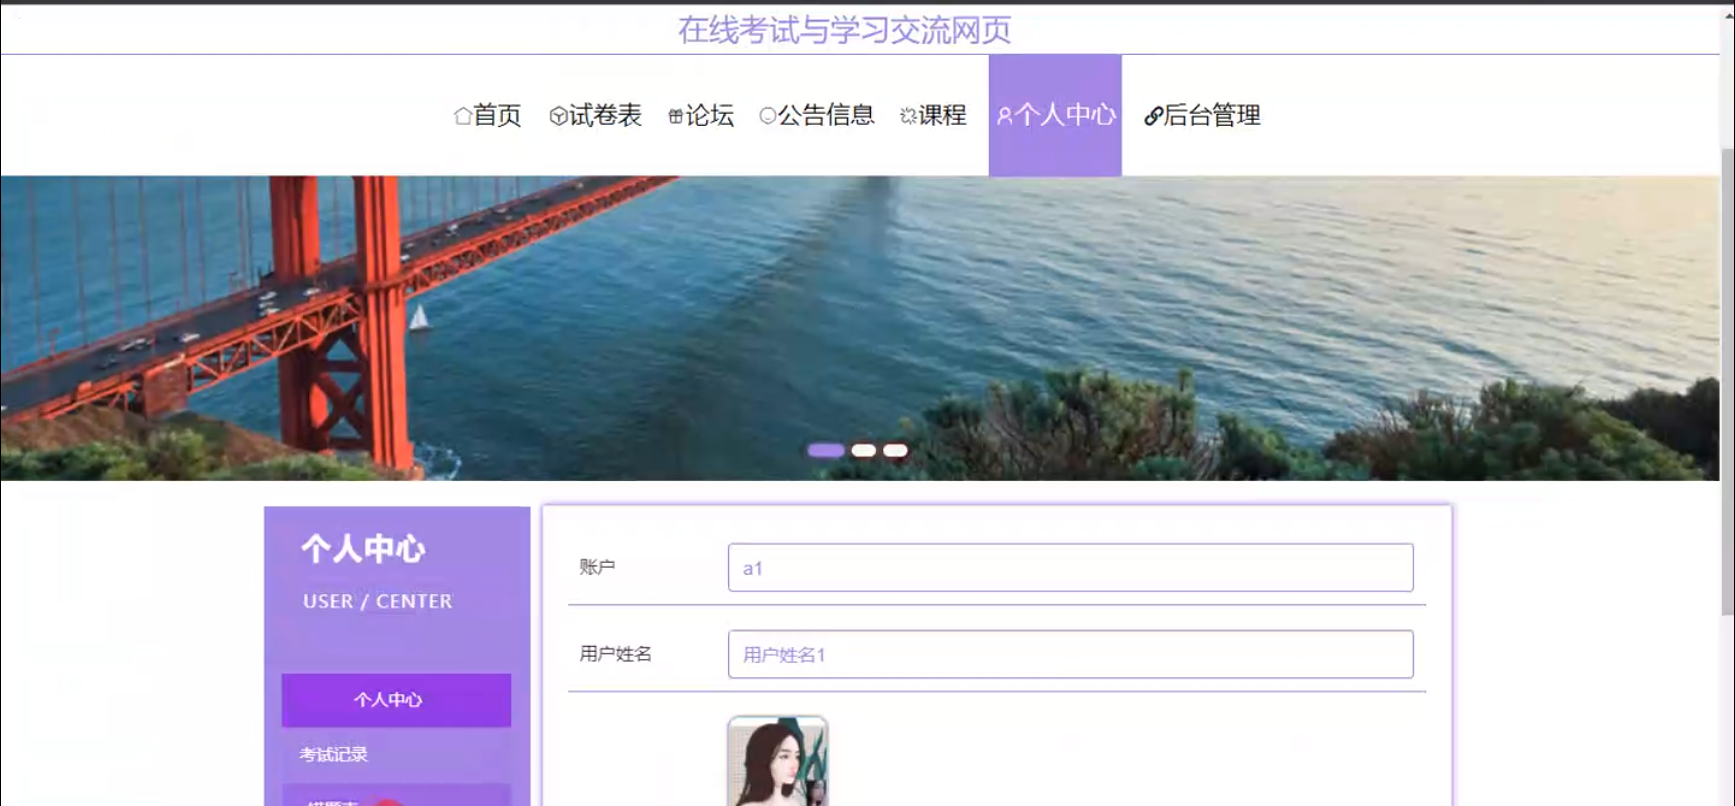 在线考试与学习交流网页
首页 试卷表 论坛 公告信息 课程 个人中心 后台管理
个人中心
USER / CENTER
个人中心
考试记录
账户 a1
用户姓名 用户姓名1